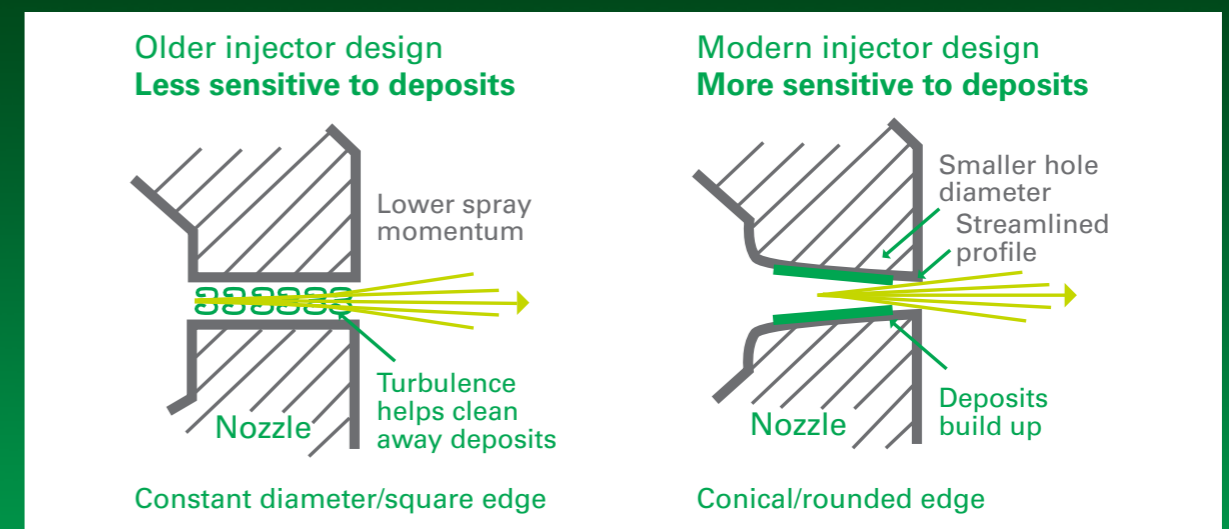 Older injector design
Less sensitive to deposits
Lower spray
momentum
Turbulence
helps clean
away deposits
Nozzle
Constant diameter/square edge
Modern injector design
More sensitive to deposits
Smaller hole
diameter
Streamlined
profile
Deposits
build up
Nozzle
Conical/rounded edge